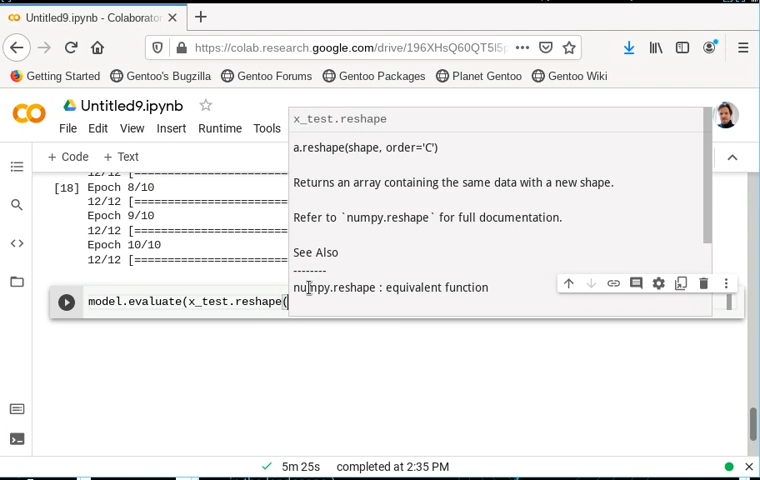 Untitled9.ipynb - Colaborator
https://colab.research.google.com/drive/196XHsQ60QT5l5p
Getting Started
Gentoo's Bugzilla
Gentoo Forums
Gentoo Packages
Planet Gentoo
Gentoo Wiki
Untitled9.ipynb
File Edit View Insert Runtime Tools
+ Code + Text
x_test.reshape
a.reshape(shape, order='C')
Returns an array containing the same data with a new shape.
Refer to `numpy.reshape` for full documentation.
See Also
--------
numpy.reshape : equivalent function
12/12 [==============================
[18] Epoch 8/10
12/12 [==============================
Epoch 9/10
12/12 [==============================
Epoch 10/10
12/12 [==============================
model.evaluate(x_test.reshape(
5m 25s completed at 2:35 PM